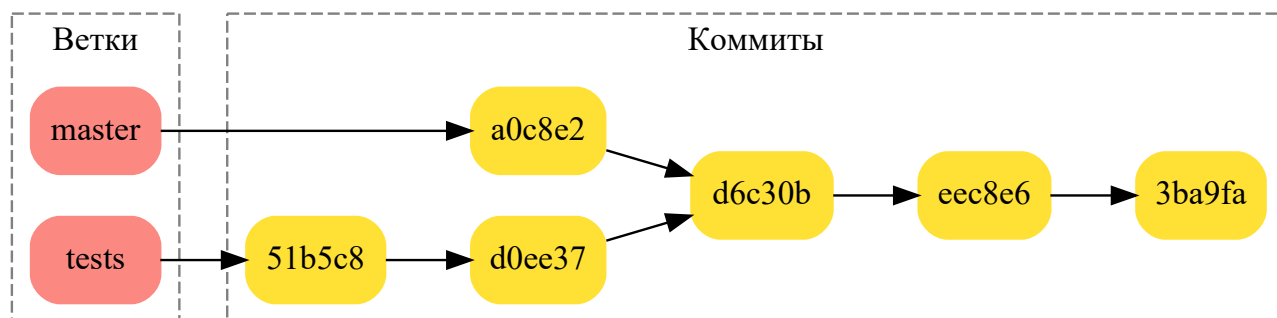 Ветки
Коммиты
master
a0c8e2
d6c30b
eec8e6
3ba9fa
tests
51b5c8
d0ee37